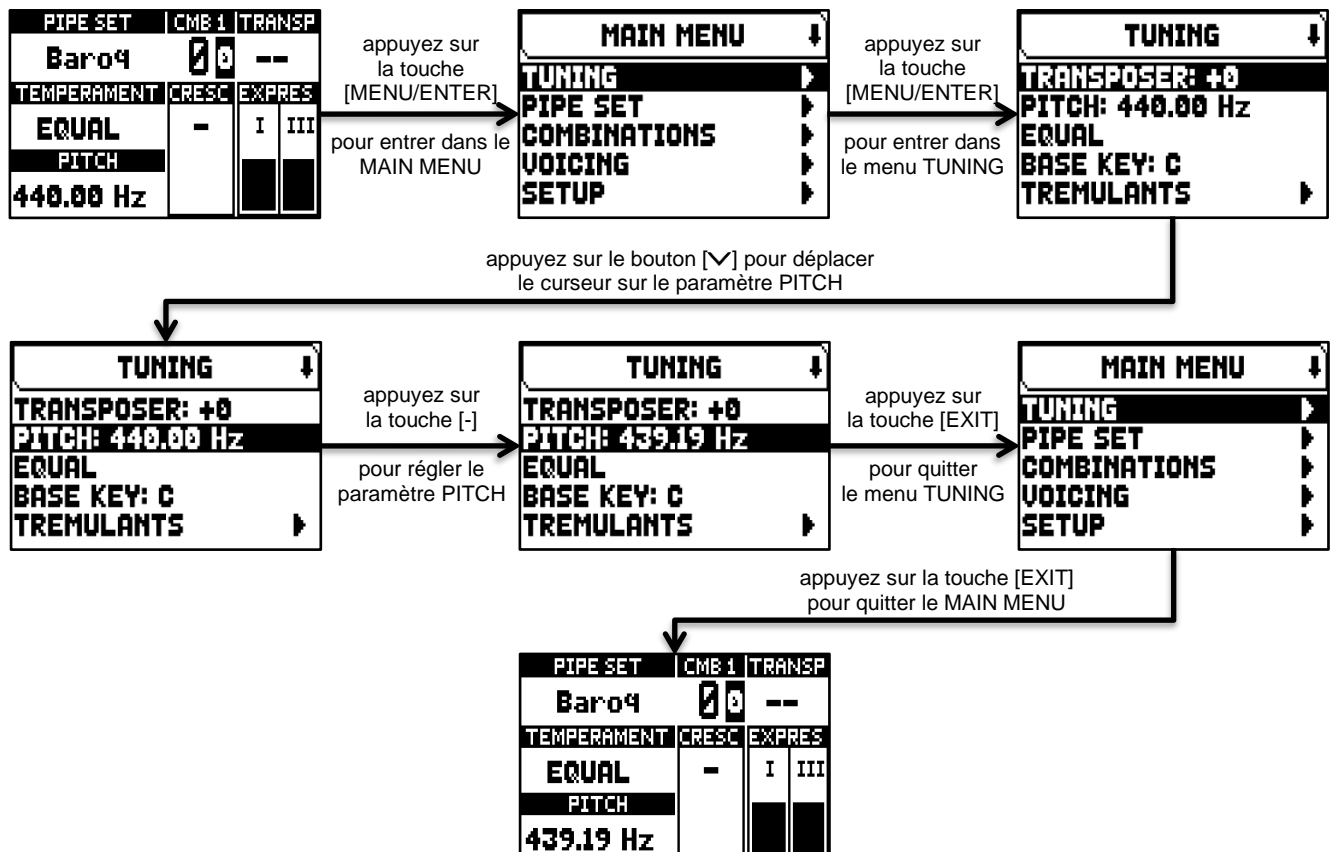 PIPE SET CMB 1 TRANSP
Baroq 0 0 --
TEMPERAMENT CRESC EXPRES
EQUAL - I III
PITCH
440.00 Hz
appuyez sur
la touche
[MENU/ENTER]
pour entrer dans le
MAIN MENU
MAIN MENU
TUNING
PIPE SET
COMBINATIONS
VOICING
SETUP
appuyez sur
la touche
[MENU/ENTER]
pour entrer dans
le menu TUNING
TUNING
TRANSPOSER: +0
PITCH: 440.00 Hz
EQUAL
BASE KEY: C
TREMULANTS
appuyez sur le bouton [∨] pour déplacer
le curseur sur le paramètre PITCH
TUNING
TRANSPOSER: +0
PITCH: 440.00 Hz
EQUAL
BASE KEY: C
TREMULANTS
appuyez sur
la touche [-]
pour régler le
paramètre PITCH
TUNING
TRANSPOSER: +0
PITCH: 439.19 Hz
EQUAL
BASE KEY: C
TREMULANTS
appuyez sur
la touche [EXIT]
pour quitter
le menu TUNING
MAIN MENU
TUNING
PIPE SET
COMBINATIONS
VOICING
SETUP
appuyez sur la touche [EXIT]
pour quitter le MAIN MENU
PIPE SET CMB 1 TRANSP
Baroq 0 0 --
TEMPERAMENT CRESC EXPRES
EQUAL - I III
PITCH
439.19 Hz